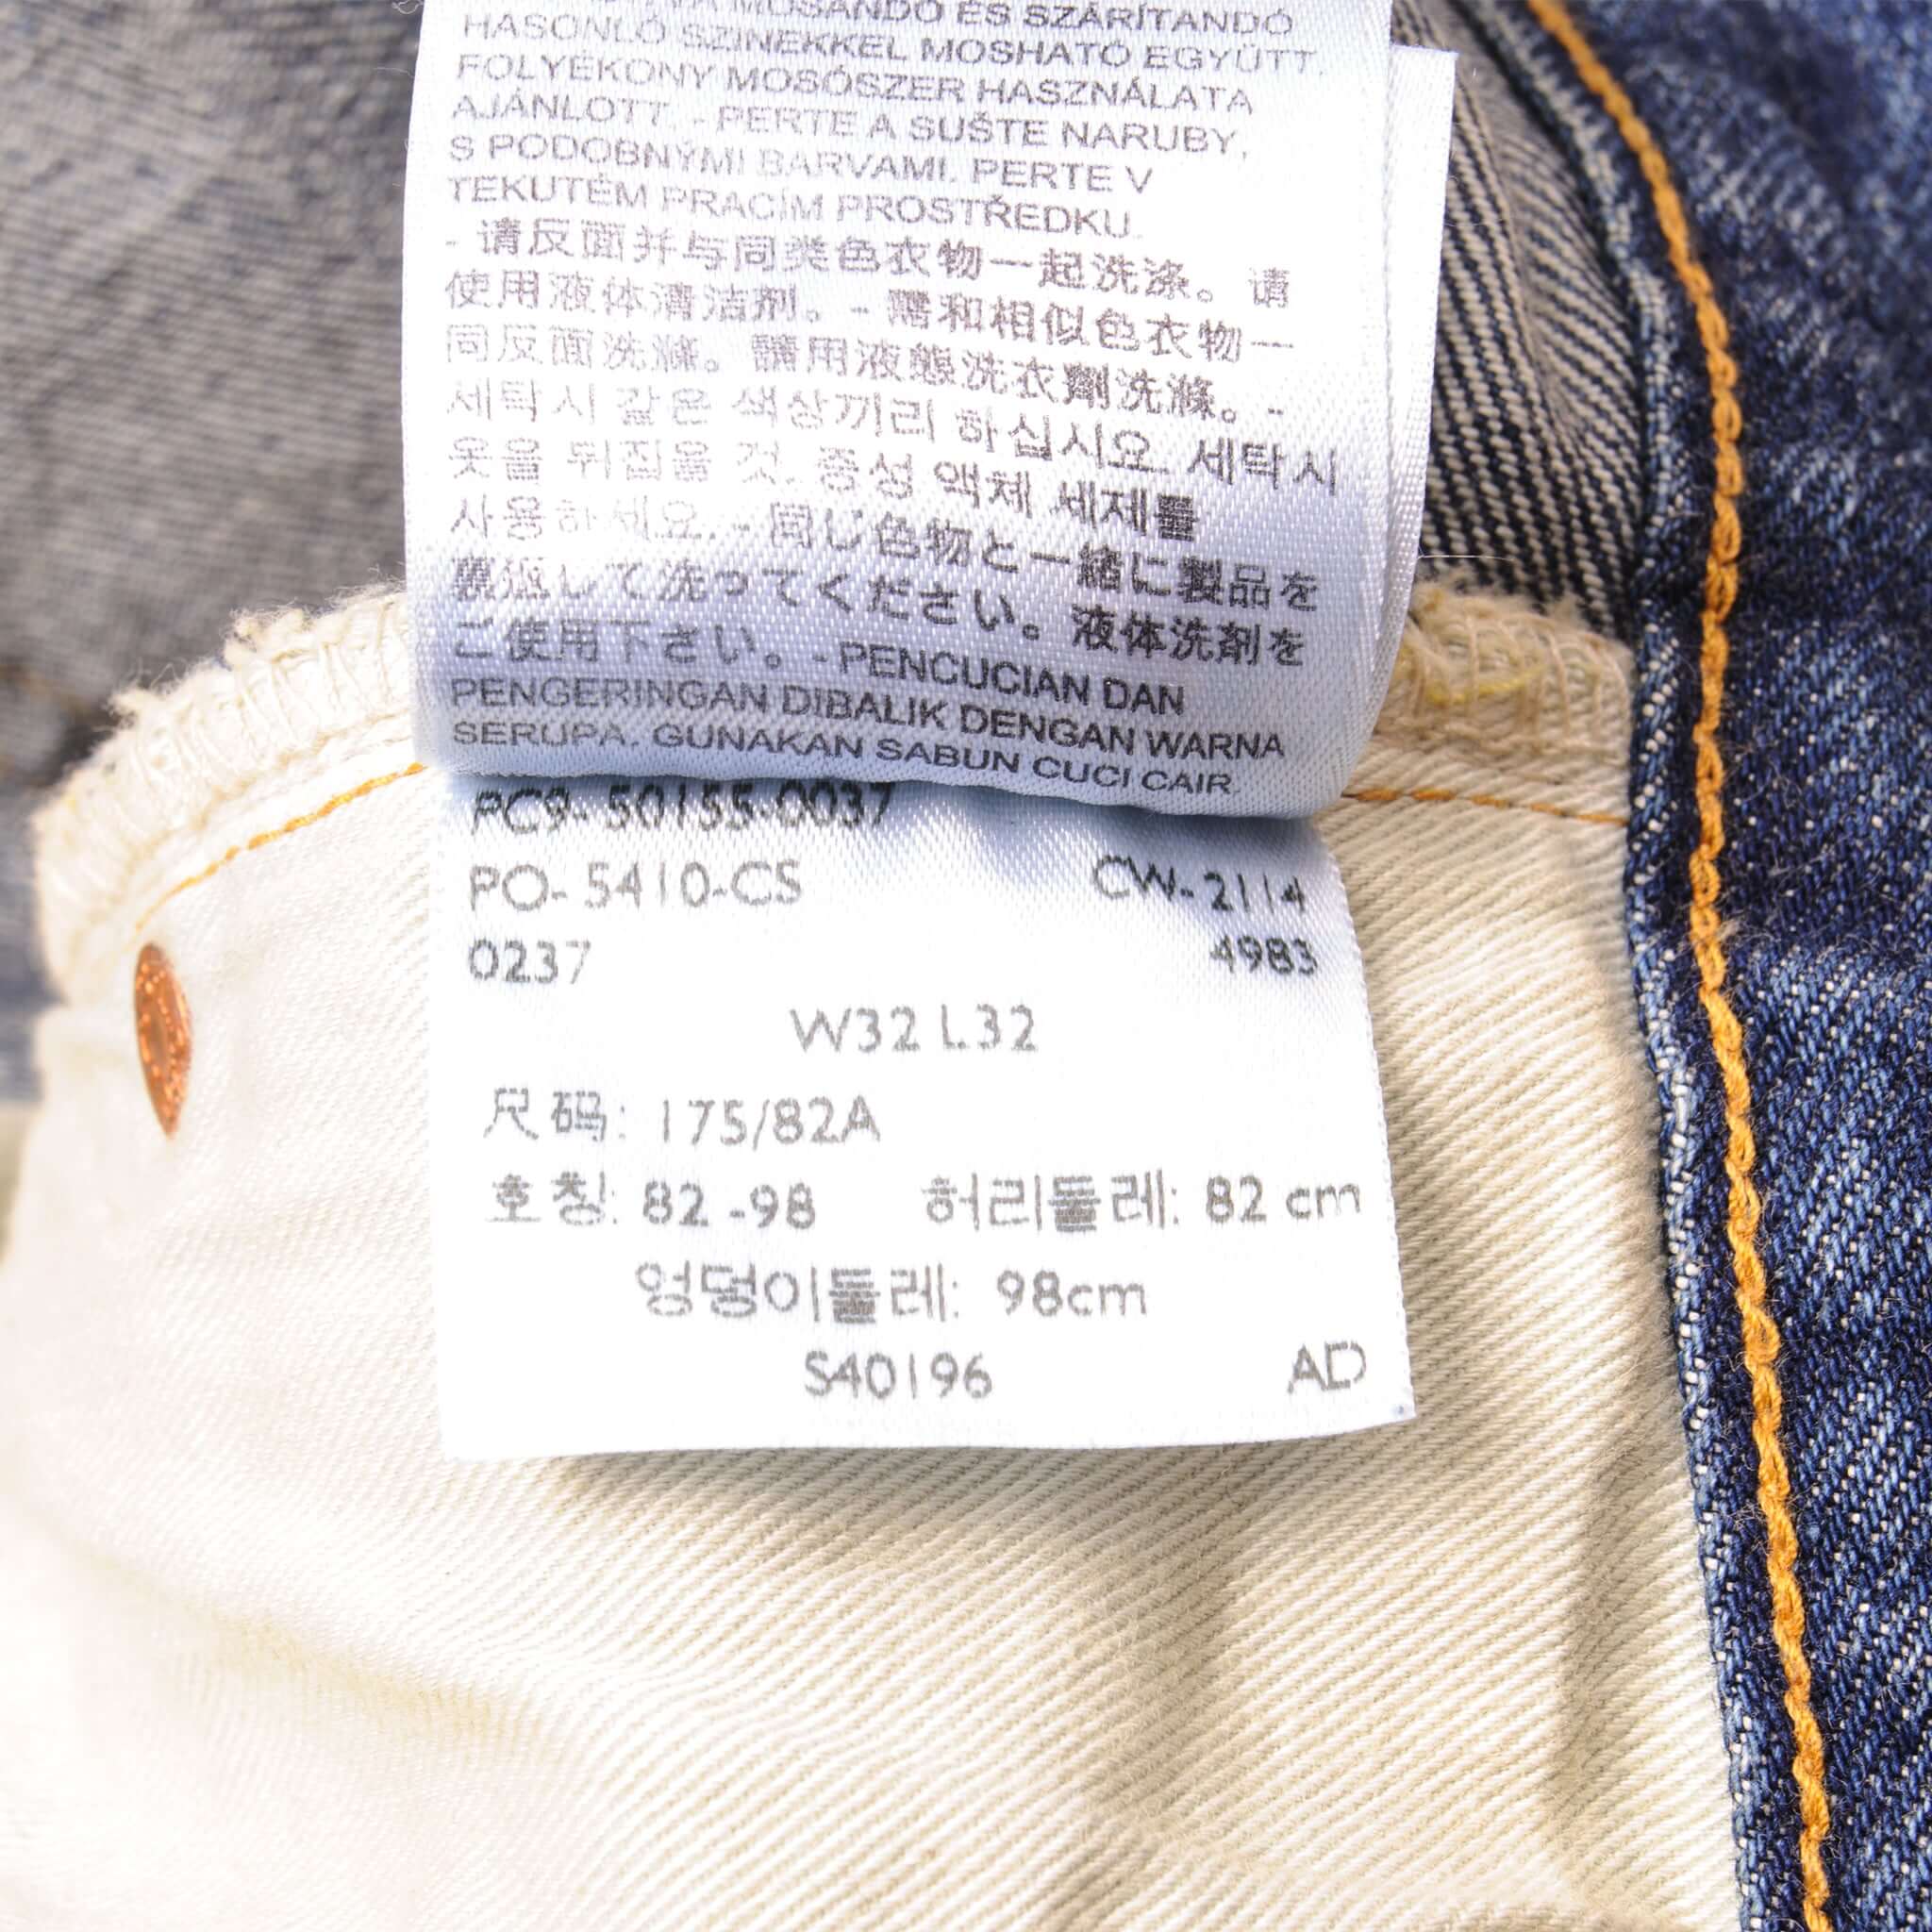 MOSANDÓ ÉS SZÁRÍTANDÓ
HASONLÓ SZINEKKEL MOSHATÓ EGYÜTT.
FOLYÉKONY MOSÓSZER HASZNÁLATA
AJÁNLOTT. - PERTE A SUŠTE NARUBY,
S PODOBNÝMI BARVAMI. PERTE V
TEKUTÉM PRACÍM PROSTŘEDKU.
- 请反面并与同类色衣物一起洗涤。请
使用液体清洁剂。- 需和相似色衣物一
同反面洗滌。請用液態洗衣劑洗滌。-
세탁시 같은 색상끼리 하십시요. 세탁시
옷을 뒤집을 것. 중성 액체 세제를
사용하세요. - 同じ色物と一緒に製品を
裏返して洗ってください。液体洗剤を
ご使用下さい。- PENCUCIAN DAN
PENGERINGAN DIBALIK DENGAN WARNA
SERUPA. GUNAKAN SABUN CUCI CAIR.
PC9-50155-0037
PO- 5410-CS CW-2114
0237 4983
W32 L32
尺码: 175/82A
호칭: 82 -98 허리둘레: 82 cm
엉덩이둘레: 98cm
S40196 AD